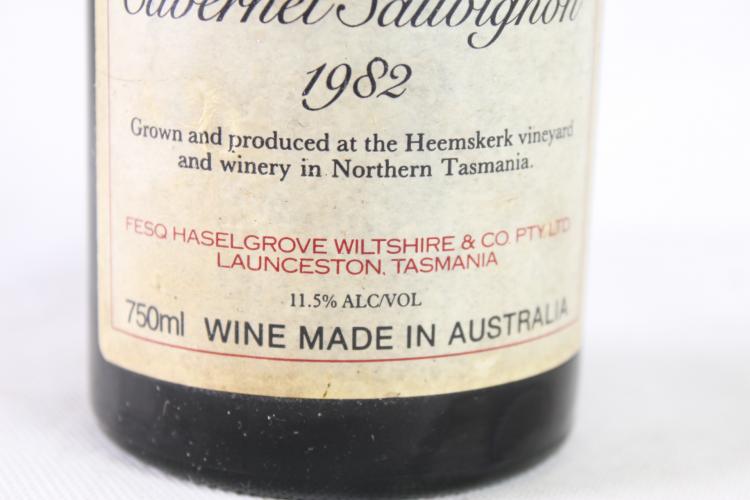 Cabernet Sauvignon
1982
Grown and produced at the Heemskerk vineyard
and winery in Northern Tasmania.
FESQ HASELGROVE WILTSHIRE & CO. PTY. LTD.
LAUNCESTON, TASMANIA
11.5% ALC/VOL
750ml WINE MADE IN AUSTRALIA